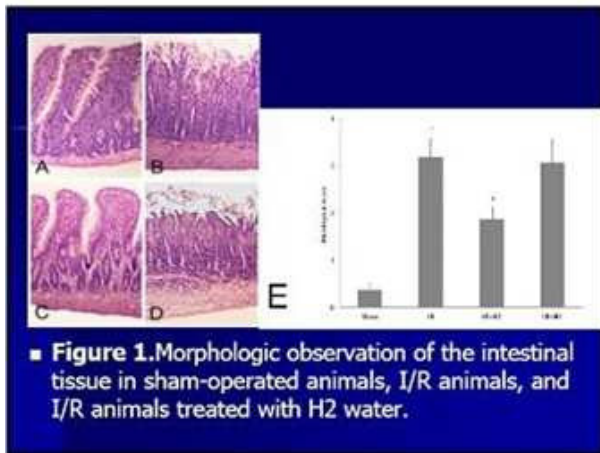 A
B
C
D
E
Sham
I/R
■ Figure 1.Morphologic observation of the intestinal
tissue in sham-operated animals, I/R animals, and
I/R animals treated with H2 water.